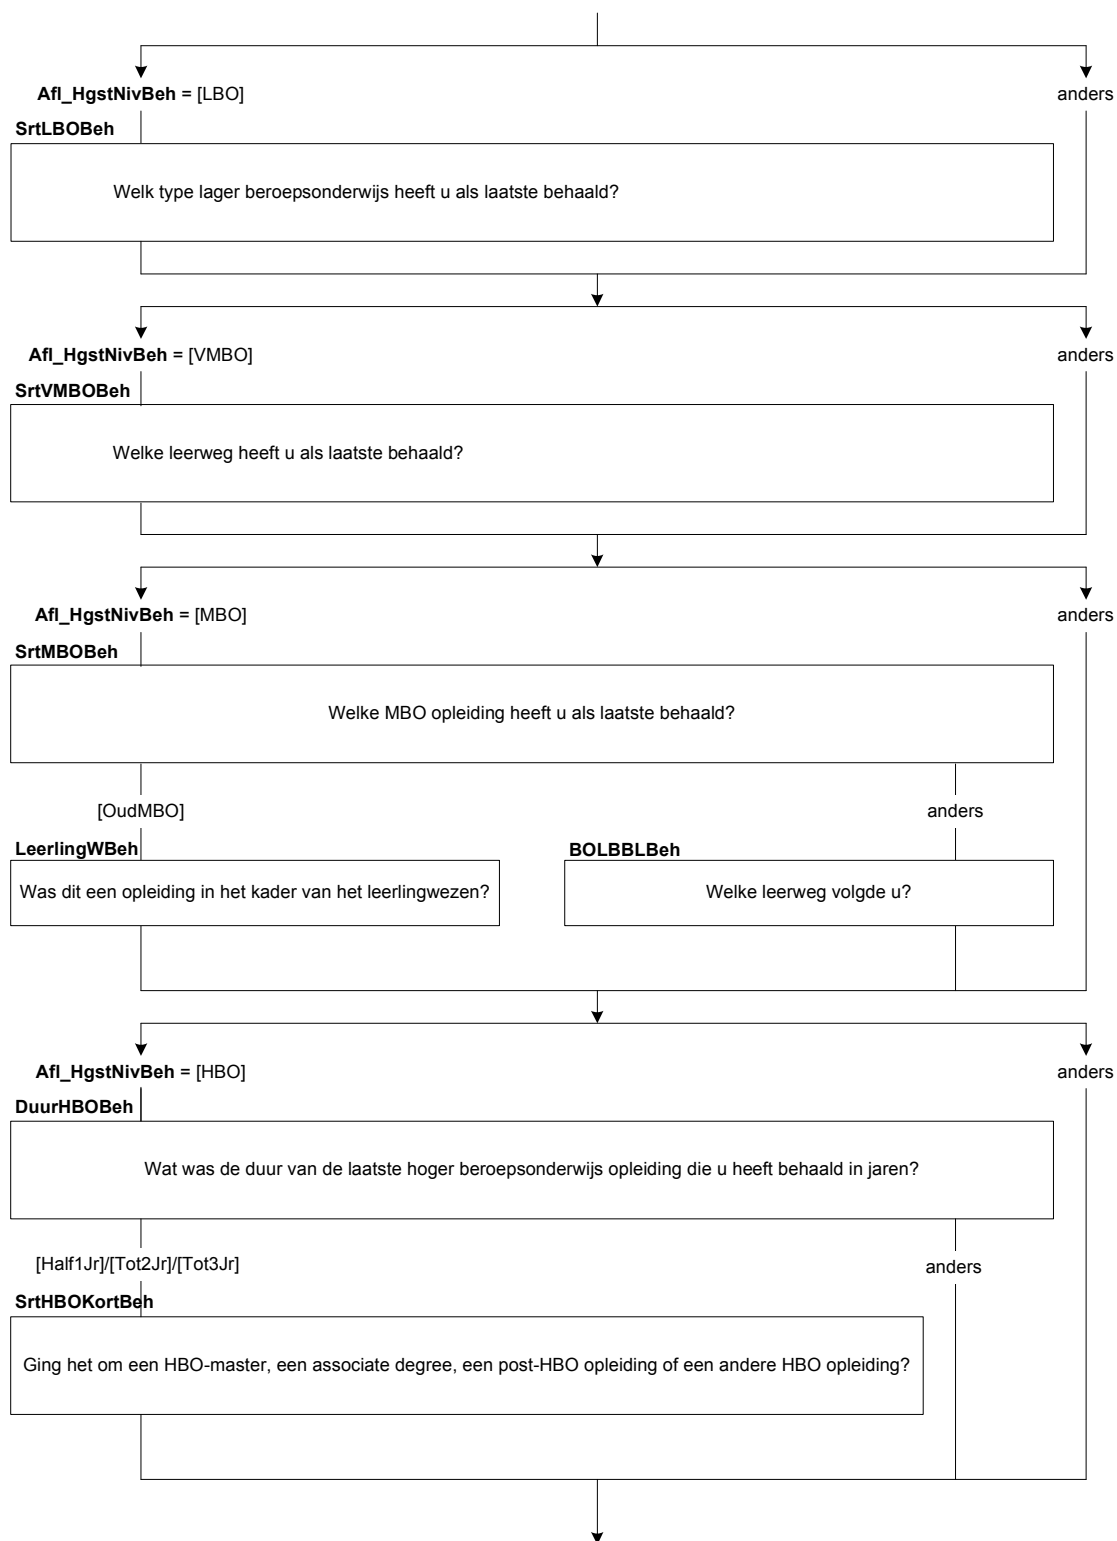 Afl_HgstNivBeh = [LBO]
anders
SrtLBOBeh
Welk type lager beroepsonderwijs heeft u als laatste behaald?
Afl_HgstNivBeh = [VMBO]
anders
SrtVMBOBeh
Welke leerweg heeft u als laatste behaald?
Afl_HgstNivBeh = [MBO]
anders
SrtMBOBeh
Welke MBO opleiding heeft u als laatste behaald?
[OudMBO]
anders
LeerlingWBeh
BOLBBLBeh
Was dit een opleiding in het kader van het leerlingwezen?
Welke leerweg volgde u?
Afl_HgstNivBeh = [HBO]
anders
DuurHBOBeh
Wat was de duur van de laatste hoger beroepsonderwijs opleiding die u heeft behaald in jaren?
[Half1Jr]/[Tot2Jr]/[Tot3Jr]
anders
SrtHBOKortBeh
Ging het om een HBO-master, een associate degree, een post-HBO opleiding of een andere HBO opleiding?